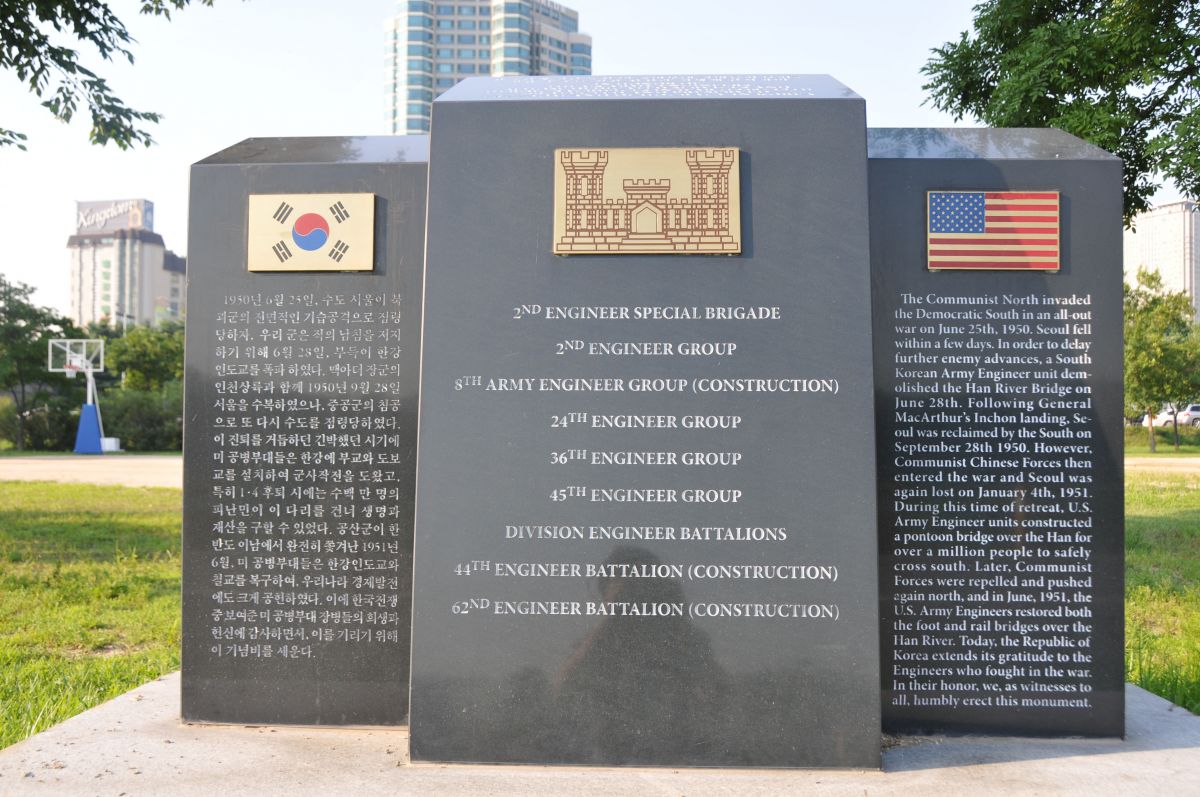 Kingdom
1950년 6월 25일, 수도 서울이 북
괴군의 전면적인 기습공격으로 점령
당하자, 우리 군은 적의 남침을 저지
하기 위해 6월 28일, 부득이 한강
인도교를 폭파 하였다. 맥아더 장군의
인천상륙과 함께 1950년 9월 28일
서울을 수복하였으나, 중공군의 침공
으로 또 다시 수도를 점령당하였다.
이 진퇴를 거듭하던 긴박했던 시기에
미 공병부대들은 한강에 부교와 도보
교를 설치하여 군사작전을 도왔고,
특히 1·4 후퇴 시에는 수백 만 명의
피난민이 이 다리를 건너 생명과
재산을 구할 수 있었다. 공산군이 한
반도 이남에서 완전히 쫓겨난 1951년
6월, 미 공병부대들은 한강인도교와
철교를 복구하여, 우리나라 경제발전
에도 크게 공헌하였다. 이에 한국전쟁
중 보여준 미 공병부대 장병들의 희생과
헌신에 감사하면서, 이를 기리기 위해
이 기념비를 세운다.
2ND ENGINEER SPECIAL BRIGADE
2ND ENGINEER GROUP
8TH ARMY ENGINEER GROUP (CONSTRUCTION)
24TH ENGINEER GROUP
36TH ENGINEER GROUP
45TH ENGINEER GROUP
DIVISION ENGINEER BATTALIONS
44TH ENGINEER BATTALION (CONSTRUCTION)
62ND ENGINEER BATTALION (CONSTRUCTION)
The Communist North invaded
the Democratic South in an all-out
war on June 25th, 1950. Seoul fell
within a few days. In order to delay
further enemy advances, a South
Korean Army Engineer unit dem-
olished the Han River Bridge on
June 28th. Following General
MacArthur's Inchon landing, Se-
oul was reclaimed by the South on
September 28th 1950. However,
Communist Chinese Forces then
entered the war and Seoul was
again lost on January 4th, 1951.
During this time of retreat, U.S.
Army Engineer units constructed
a pontoon bridge over the Han for
over a million people to safely
cross south. Later, Communist
Forces were repelled and pushed
again north, and in June, 1951, the
U.S. Army Engineers restored both
the foot and rail bridges over the
Han River. Today, the Republic of
Korea extends its gratitude to the
Engineers who fought in the war.
In their honor, we, as witnesses to
all, humbly erect this monument.